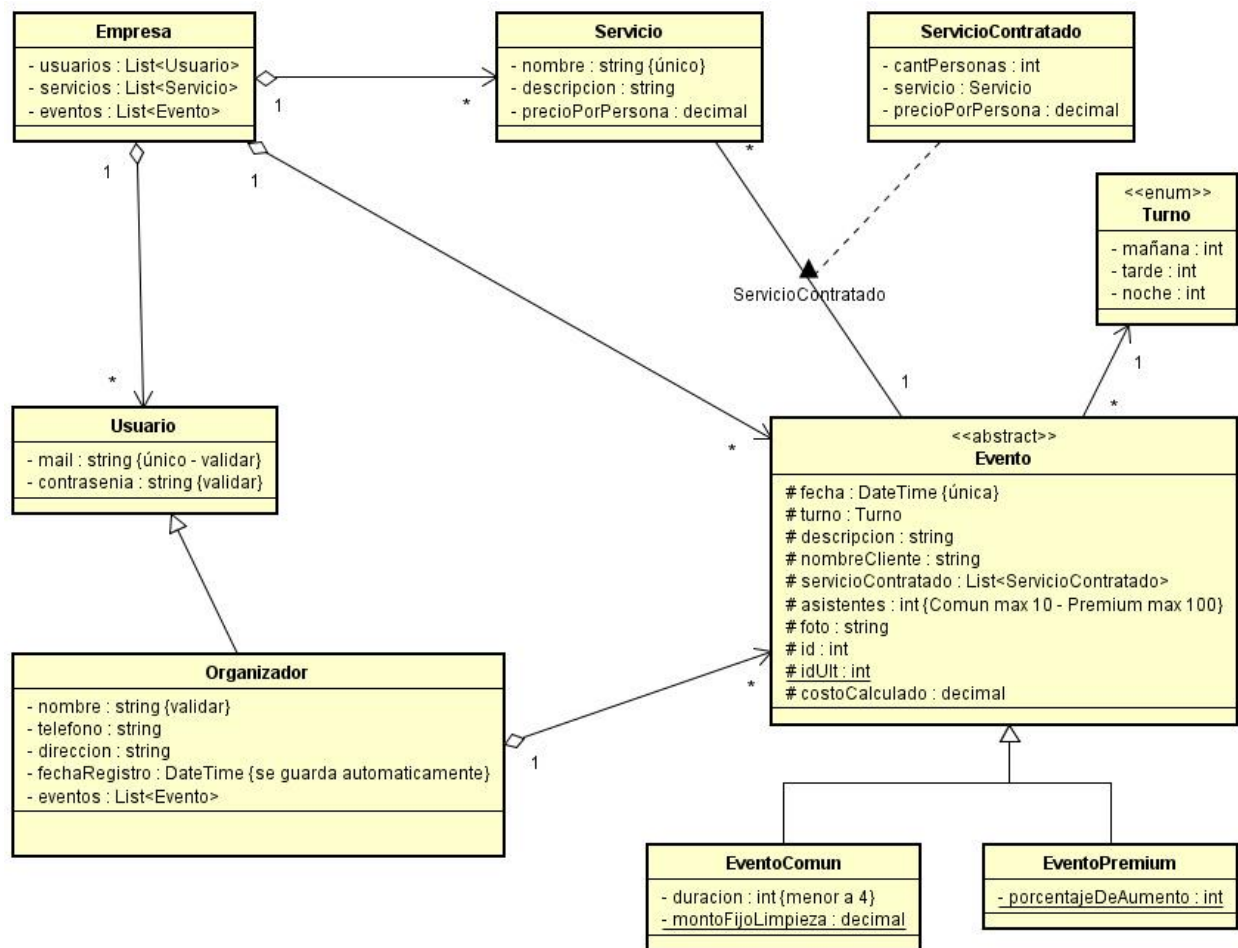 Empresa
- usuarios : List<Usuario>
- servicios : List<Servicio>
- eventos : List<Evento>
Servicio
- nombre : string {único}
- descripcion : string
- precioPorPersona : decimal
ServicioContratado
- cantPersonas : int
- servicio : Servicio
- precioPorPersona : decimal
1
*
1
1
*
<<enum>>
Turno
- mañana : int
- tarde : int
- noche : int
ServicioContratado
1
*
1
*
*
Usuario
- mail : string {único - validar}
- contrasenia : string {validar}
<<abstract>>
Evento
# fecha : DateTime {única}
# turno : Turno
# descripcion : string
# nombreCliente : string
# servicioContratado : List<ServicioContratado>
# asistentes : int {Comun max 10 - Premium max 100}
# foto : string
# id : int
# idUlt : int
# costoCalculado : decimal
Organizador
- nombre : string {validar}
- telefono : string
- direccion : string
- fechaRegistro : DateTime {se guarda automaticamente}
- eventos : List<Evento>
1
*
EventoComun
- duracion : int {menor a 4}
- montoFijoLimpieza : decimal
EventoPremium
- porcentajeDeAumento : int